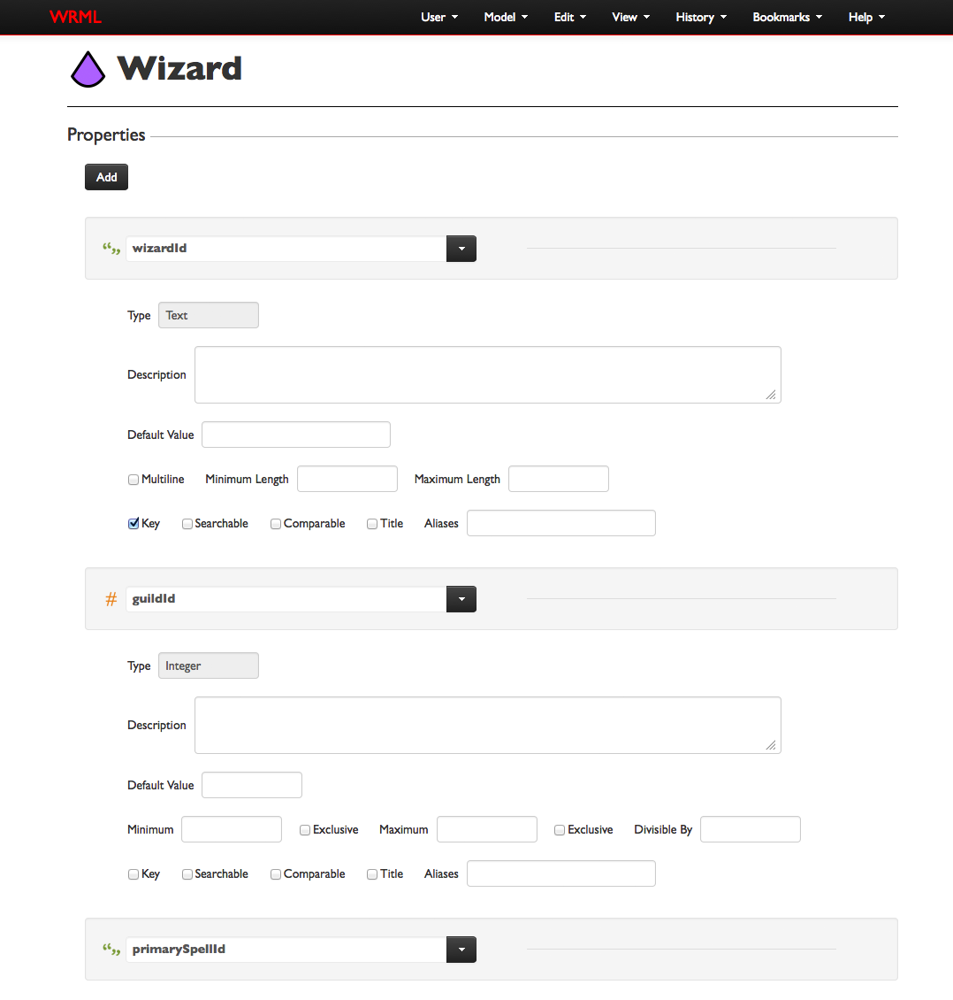 WRML User Model Edit View History Bookmarks Help
Wizard
Properties
Add
“„ wizardId
Type Text
Description
Default Value
Multiline Minimum Length Maximum Length
Key Searchable Comparable Title Aliases
# guildId
Type Integer
Description
Default Value
Minimum Exclusive Maximum Exclusive Divisible By
Key Searchable Comparable Title Aliases
“„ primarySpellId